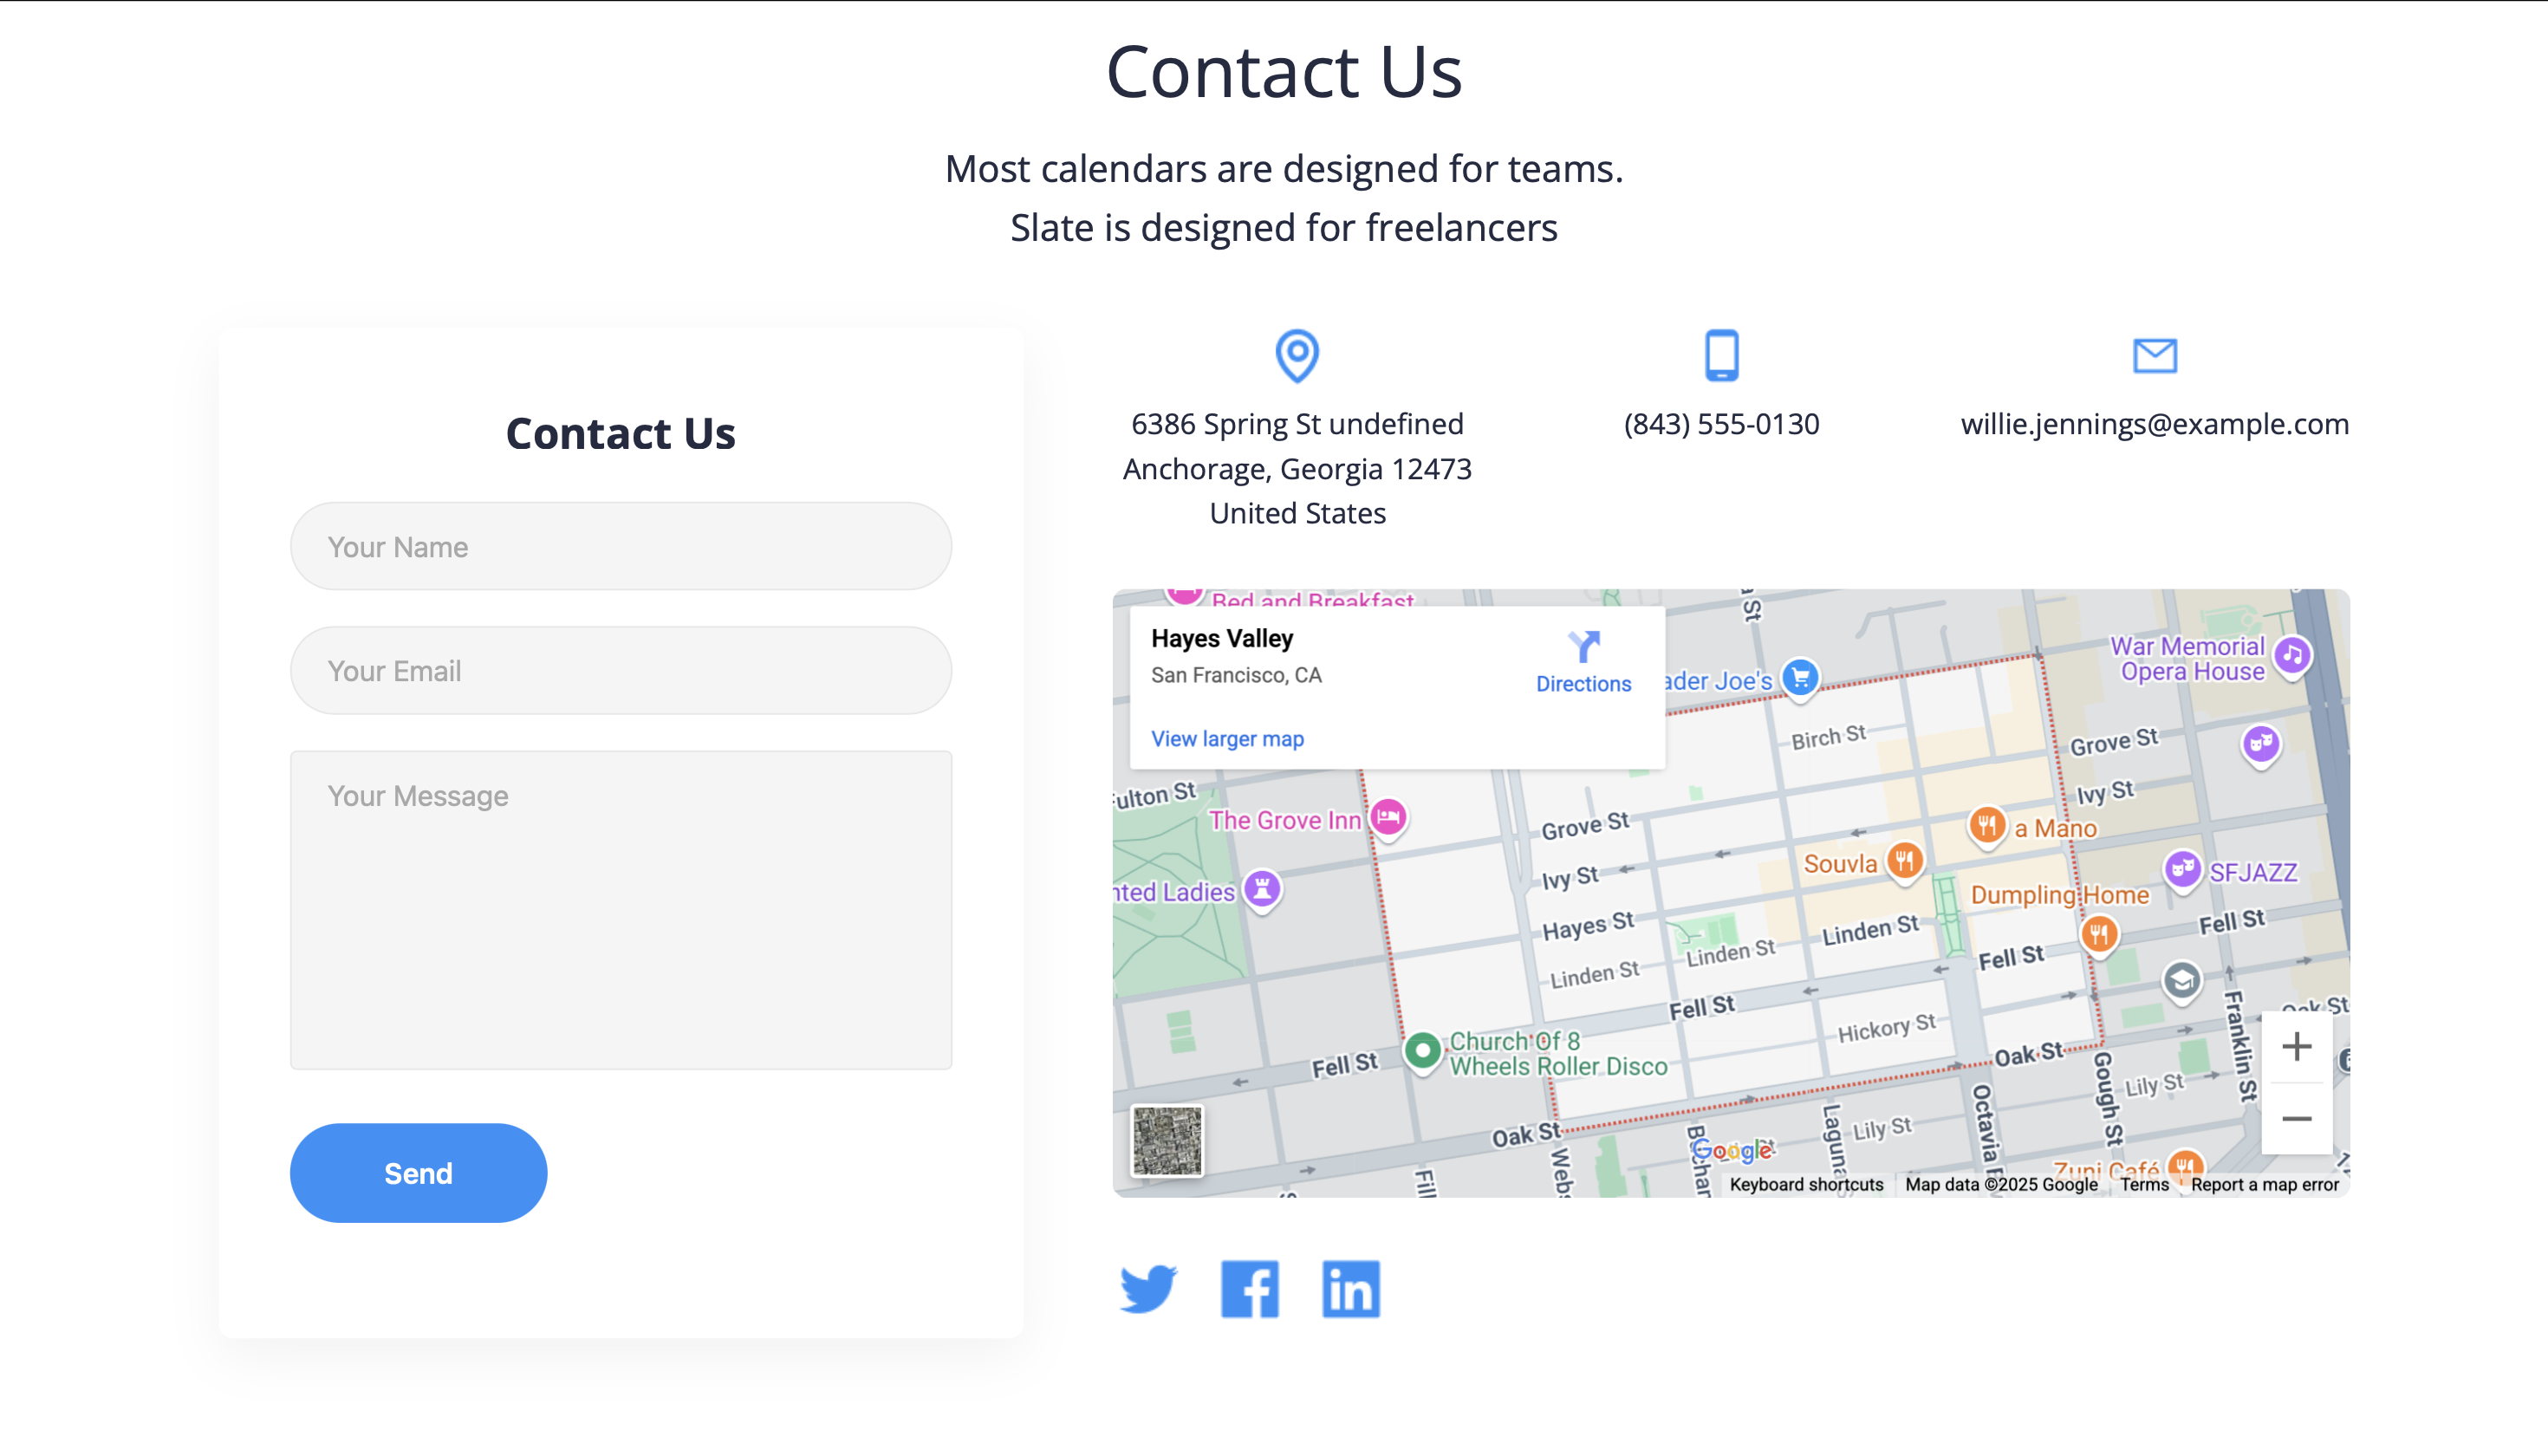 Contact Us
Most calendars are designed for teams.
Slate is designed for freelancers
Contact Us
Your Name
Your Email
Your Message
Send
6386 Spring St undefined
Anchorage, Georgia 12473
United States
(843) 555-0130
willie.jennings@example.com
Bed and Breakfast
Hayes Valley
San Francisco, CA
Directions
View larger map
Joe's
War Memorial
Opera House
Birch St
Grove St
Ivy St
St
The Grove Inn
Grove St
a Mano
Souvla
Ladies
Ivy St
SFJAZZ
Dumpling Home
Hayes St
Linden St
Fell St
Linden St
Linden St
Fell St
Fell St
Hickory St
Franklin St
Oak St
Church Of 8
Wheels Roller Disco
Fell St
Oak St
Gough St
Lily St
Octavia
Oak St
Lily St
Laguna
Google
Zuni Café
Keyboard shortcuts
Map data ©2025 Google
Terms
Report a map error
in